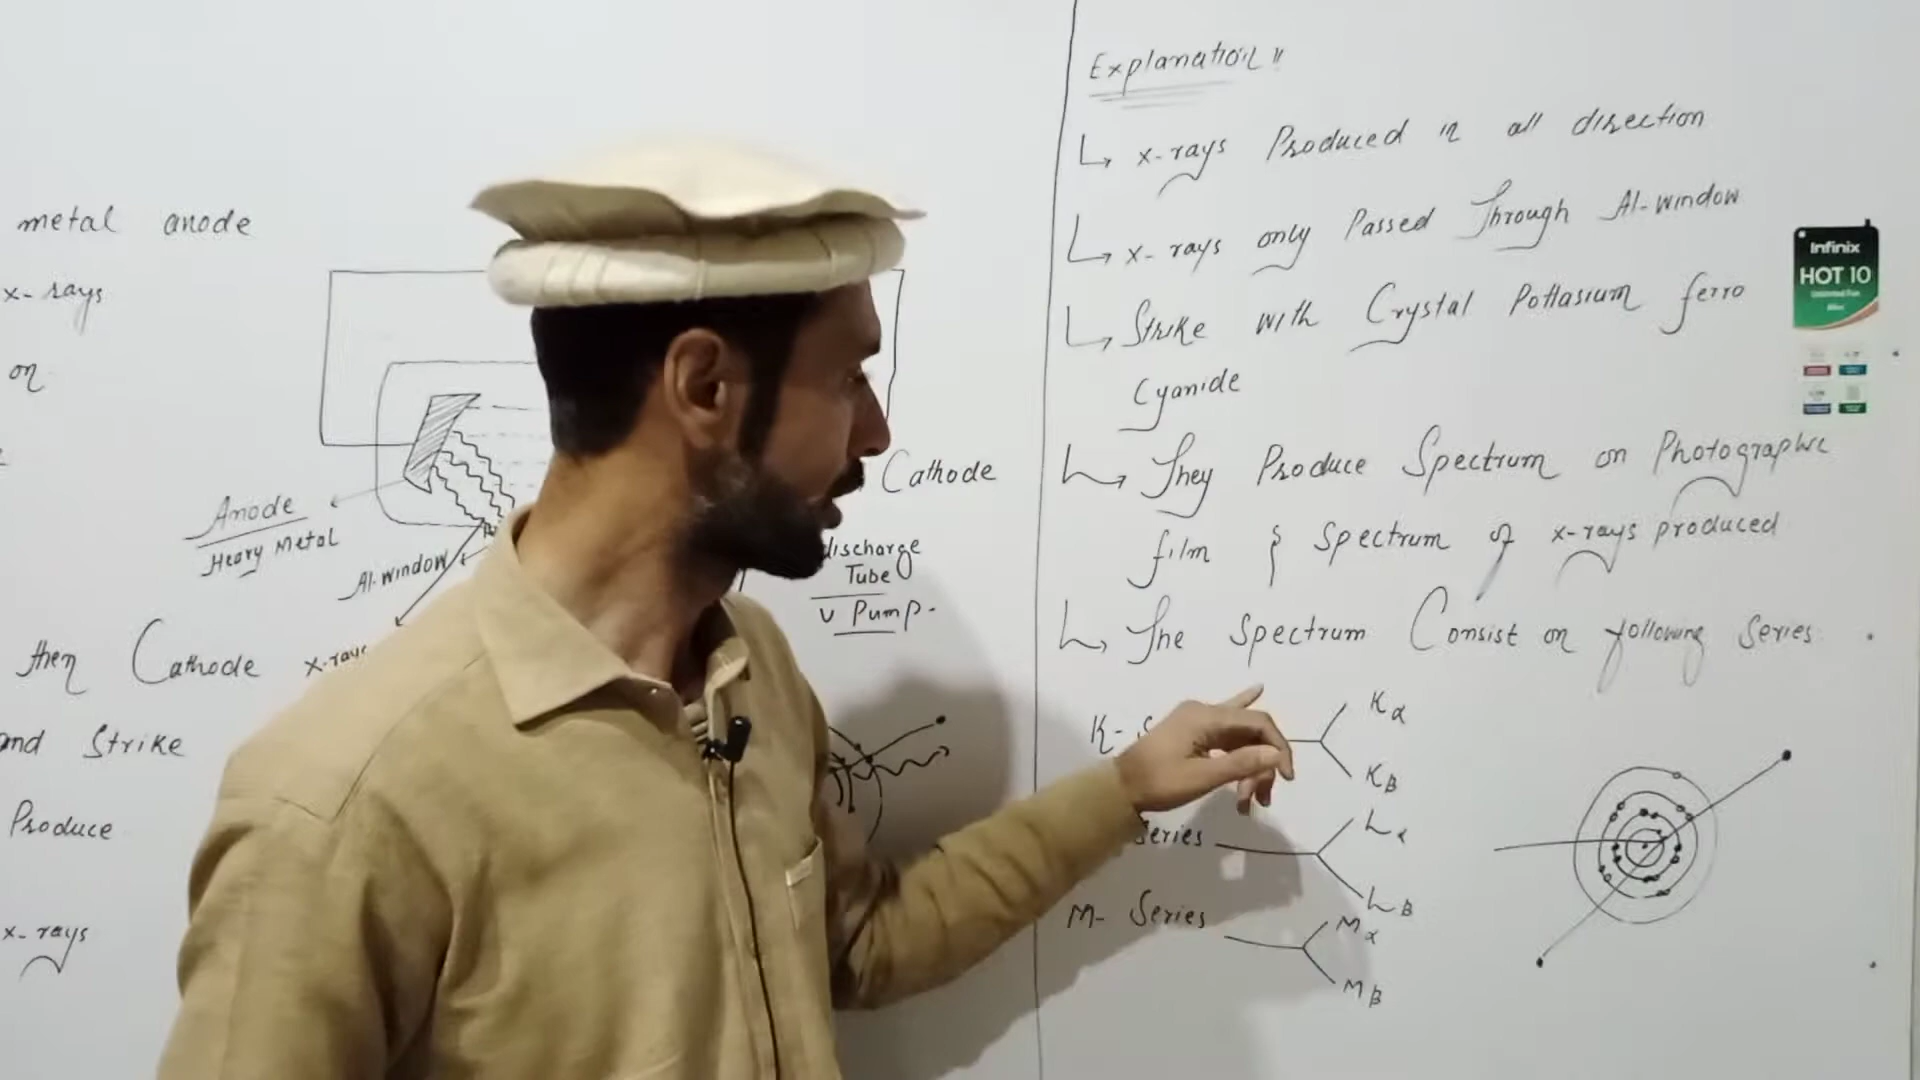 metal anode
x-rays
on
Anode
Heavy Metal
Al-window
Cathode
discharge
Tube
v Pump-
then Cathode x-rays
and Strike
Produce
x-rays
Explanation "
x-rays Produced in all direction
x-rays only Passed Through Al-window
Strike with Crystal Pottasium ferro
Cyanide
They Produce Spectrum on Photographic
film & Spectrum of x-rays produced
The Spectrum Consist on following Series
K- S
Kα
Kβ
Series
Lα
Lβ
M- Series
Mα
Mβ
Infinix
HOT 10